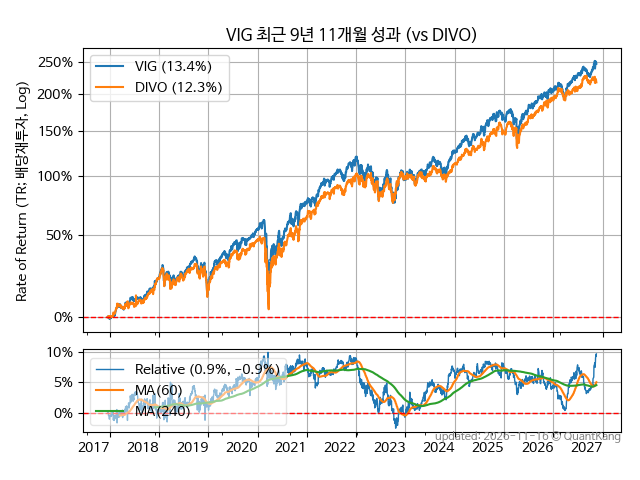 VIG 최근 9년 11개월 성과 (vs DIVO)
Rate of Return (TR; 배당재투자, Log)
250%
200%
150%
100%
50%
0%
VIG (13.4%)
DIVO (12.3%)
10%
5%
0%
Relative (0.9%, −0.9%)
MA(60)
MA(240)
updated: 2026-11-16 © QuantKang
2017 2018 2019 2020 2021 2022 2023 2024 2025 2026 2027